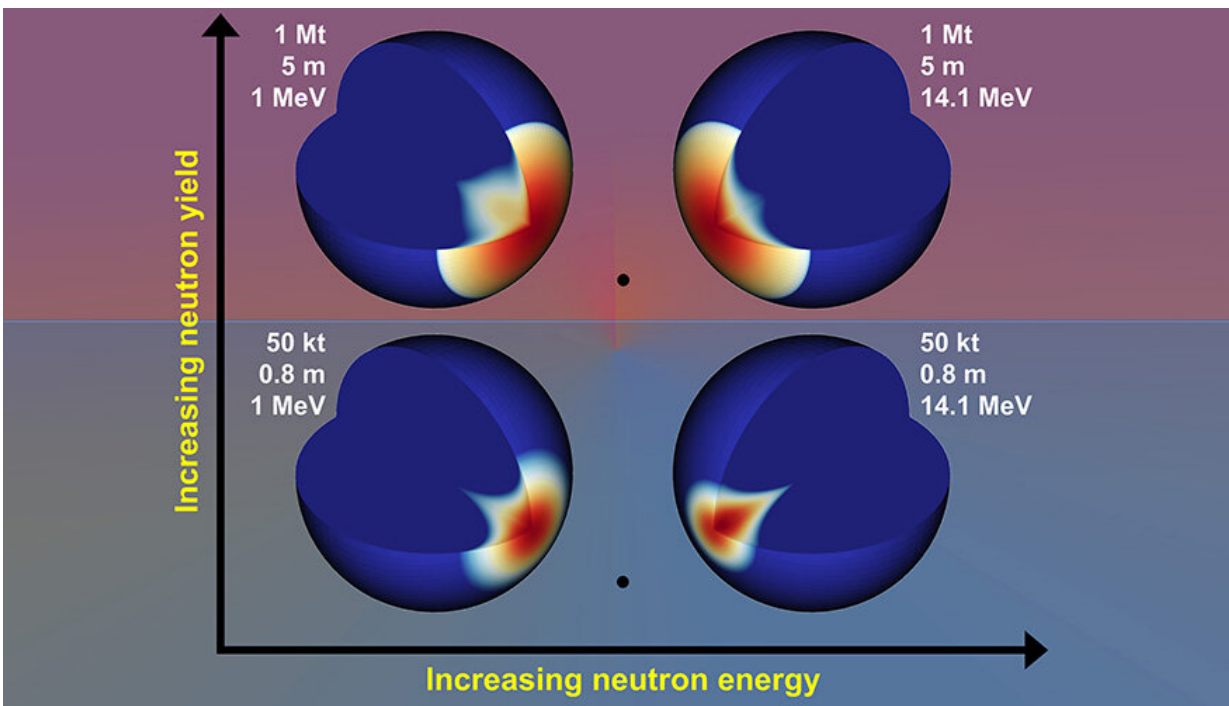 1 Mt
5 m
1 MeV
1 Mt
5 m
14.1 MeV
Increasing neutron yield
50 kt
0.8 m
1 MeV
50 kt
0.8 m
14.1 MeV
Increasing neutron energy